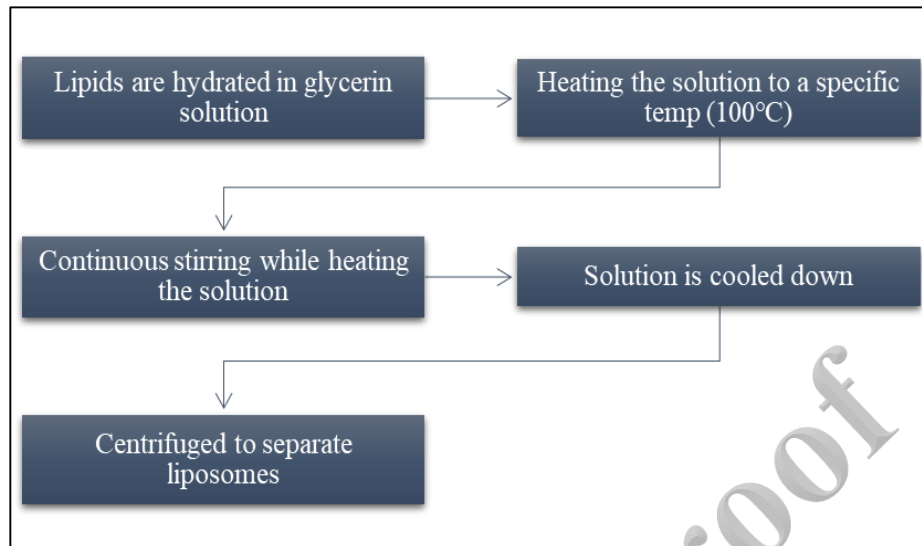 Lipids are hydrated in glycerin
solution
Heating the solution to a specific
temp (100℃)
Continuous stirring while heating
the solution
Solution is cooled down
Centrifuged to separate
liposomes
roof